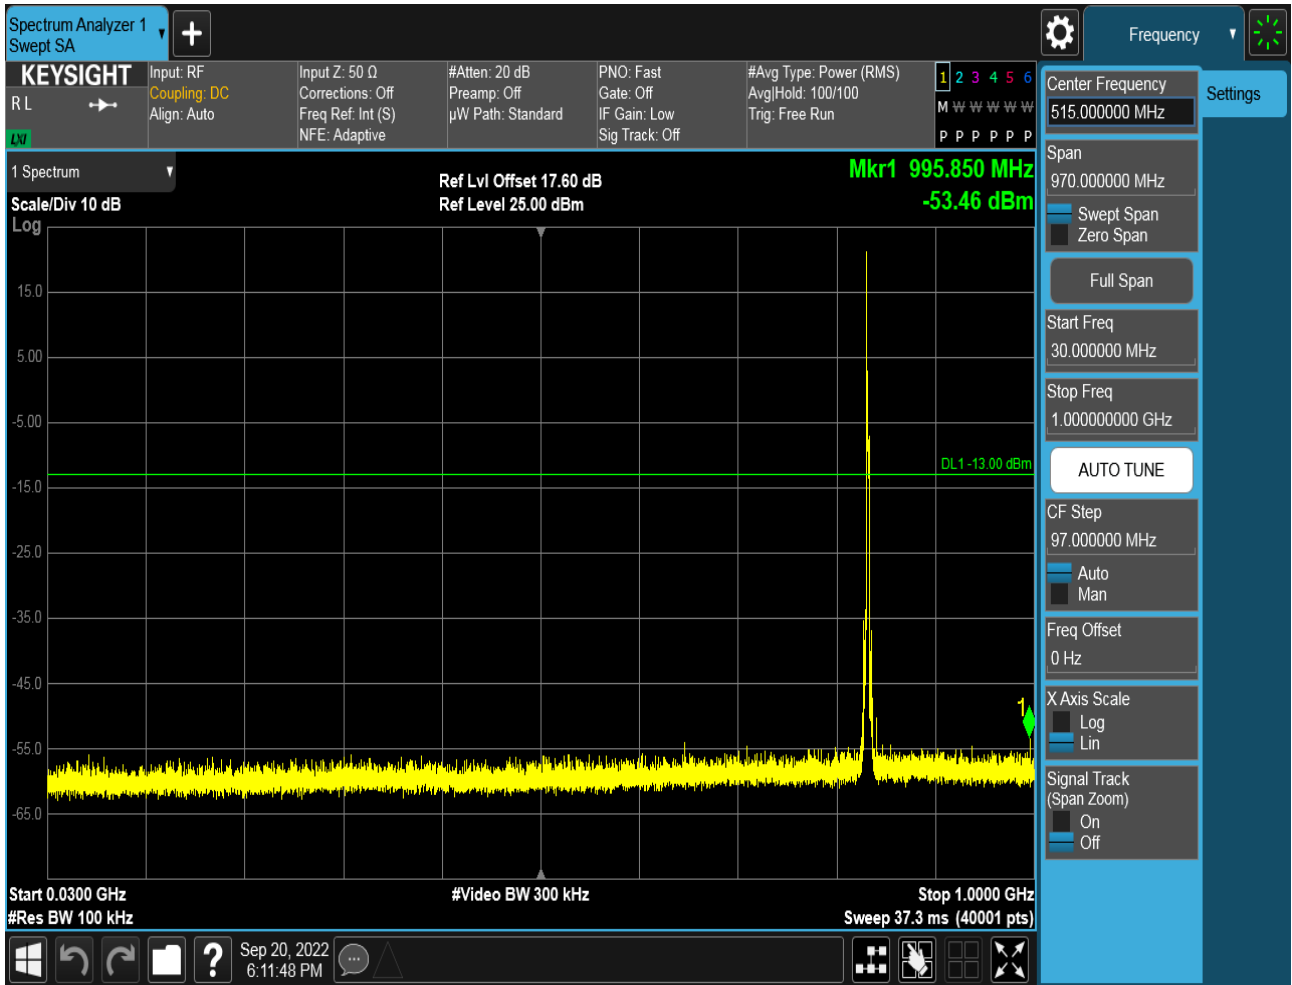 Spectrum Analyzer 1
Swept SA
+
Frequency
KEYSIGHT
R L
LXI
Input: RF
Coupling: DC
Align: Auto
Input Z: 50 Ω
Corrections: Off
Freq Ref: Int (S)
NFE: Adaptive
#Atten: 20 dB
Preamp: Off
µW Path: Standard
PNO: Fast
Gate: Off
IF Gain: Low
Sig Track: Off
#Avg Type: Power (RMS)
Avg|Hold: 100/100
Trig: Free Run
1 2 3 4 5 6
M W W W W W
P P P P P P
Center Frequency
515.000000 MHz
Settings
Span
970.000000 MHz
Swept Span
Zero Span
Full Span
Start Freq
30.000000 MHz
Stop Freq
1.000000000 GHz
AUTO TUNE
CF Step
97.000000 MHz
Auto
Man
Freq Offset
0 Hz
X Axis Scale
Log
Lin
Signal Track
(Span Zoom)
On
Off
1 Spectrum
Scale/Div 10 dB
Log
Ref Lvl Offset 17.60 dB
Ref Level 25.00 dBm
Mkr1 995.850 MHz
-53.46 dBm
15.0
5.00
-5.00
DL1 -13.00 dBm
-15.0
-25.0
-35.0
-45.0
1
-55.0
-65.0
Start 0.0300 GHz
#Video BW 300 kHz
Stop 1.0000 GHz
#Res BW 100 kHz
Sweep 37.3 ms (40001 pts)
?
Sep 20, 2022
6:11:48 PM